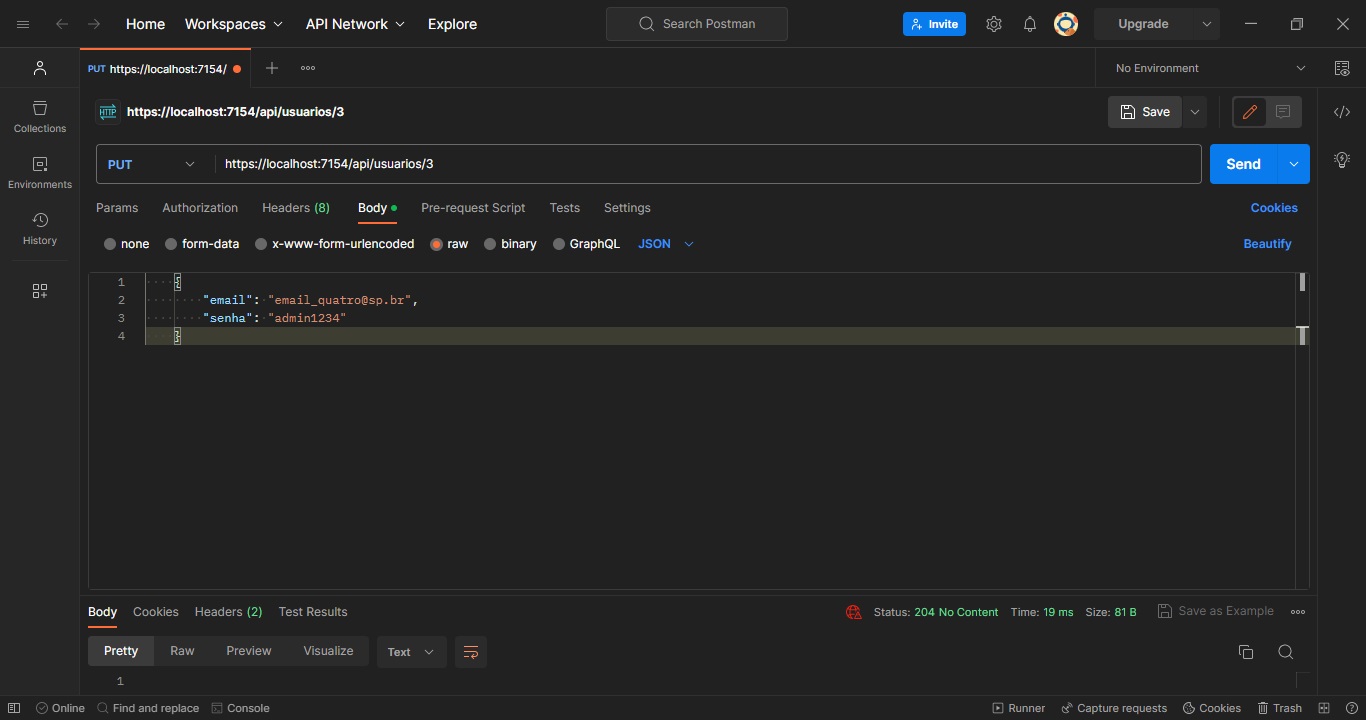 Home Workspaces API Network Explore Search Postman Invite Upgrade
PUT https://localhost:7154/ No Environment
HTTP https://localhost:7154/api/usuarios/3 Save
Collections
Environments
History
PUT https://localhost:7154/api/usuarios/3 Send
Params Authorization Headers (8) Body Pre-request Script Tests Settings Cookies
none form-data x-www-form-urlencoded raw binary GraphQL JSON Beautify
1 {
2 "email": "email_quatro@sp.br",
3 "senha": "admin1234"
4 }
Body Cookies Headers (2) Test Results Status: 204 No Content Time: 19 ms Size: 81 B Save as Example
Pretty Raw Preview Visualize Text
1
Online Find and replace Console Runner Capture requests Cookies Trash